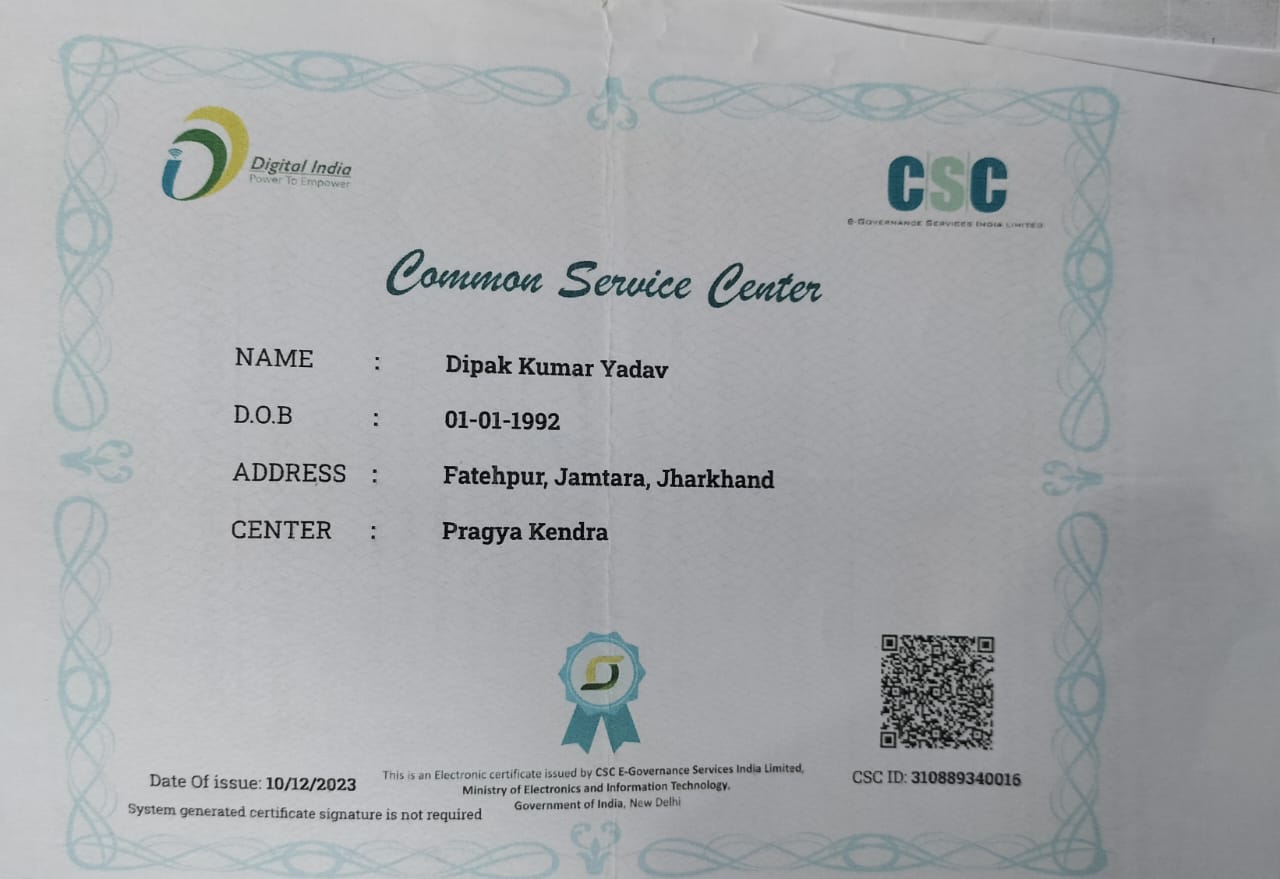 Digital India
Power To Empower
CSC
e-Governance Services India Limited
Common Service Center
NAME : Dipak Kumar Yadav
D.O.B : 01-01-1992
ADDRESS : Fatehpur, Jamtara, Jharkhand
CENTER : Pragya Kendra
Date Of issue: 10/12/2023
System generated certificate signature is not required
This is an Electronic certificate issued by CSC E-Governance Services India Limited,
Ministry of Electronics and Information Technology,
Government of India, New Delhi
CSC ID: 310889340016